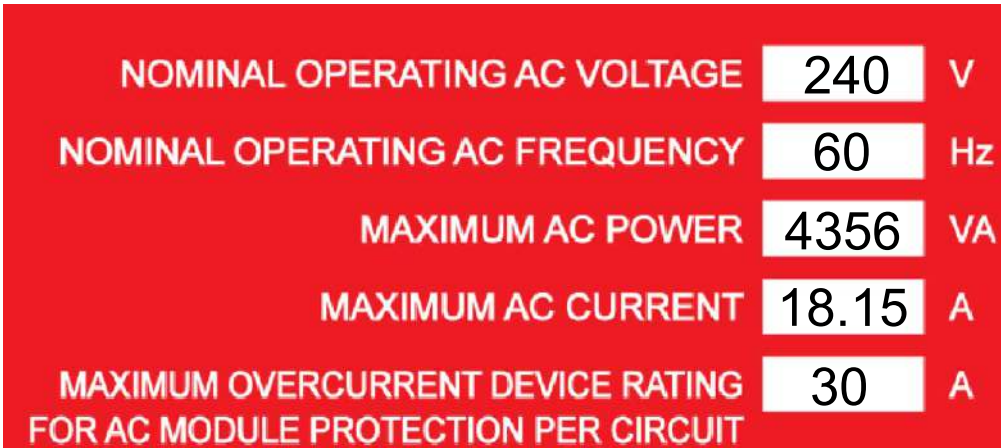 NOMINAL OPERATING AC VOLTAGE 240 V
NOMINAL OPERATING AC FREQUENCY 60 Hz
MAXIMUM AC POWER 4356 VA
MAXIMUM AC CURRENT 18.15 A
MAXIMUM OVERCURRENT DEVICE RATING 30 A
FOR AC MODULE PROTECTION PER CIRCUIT